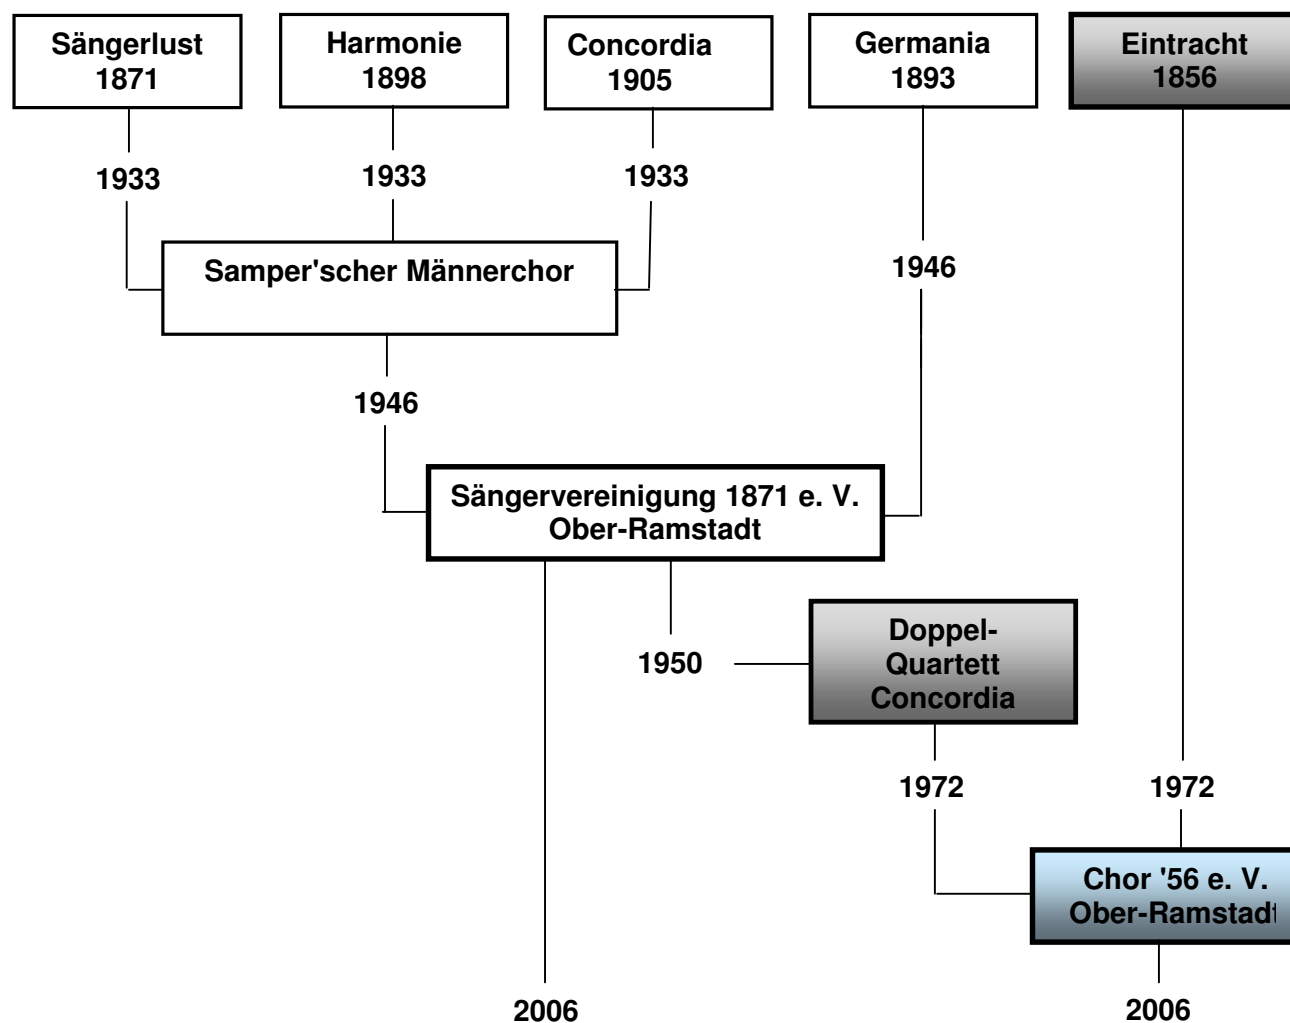 Sängerlust
1871
Harmonie
1898
Concordia
1905
Germania
1893
Eintracht
1856
1933
1933
1933
Samper'scher Männerchor
1946
1946
Sängervereinigung 1871 e. V.
Ober-Ramstadt
1950
Doppel-
Quartett
Concordia
1972
1972
Chor '56 e. V.
Ober-Ramstadt
2006
2006